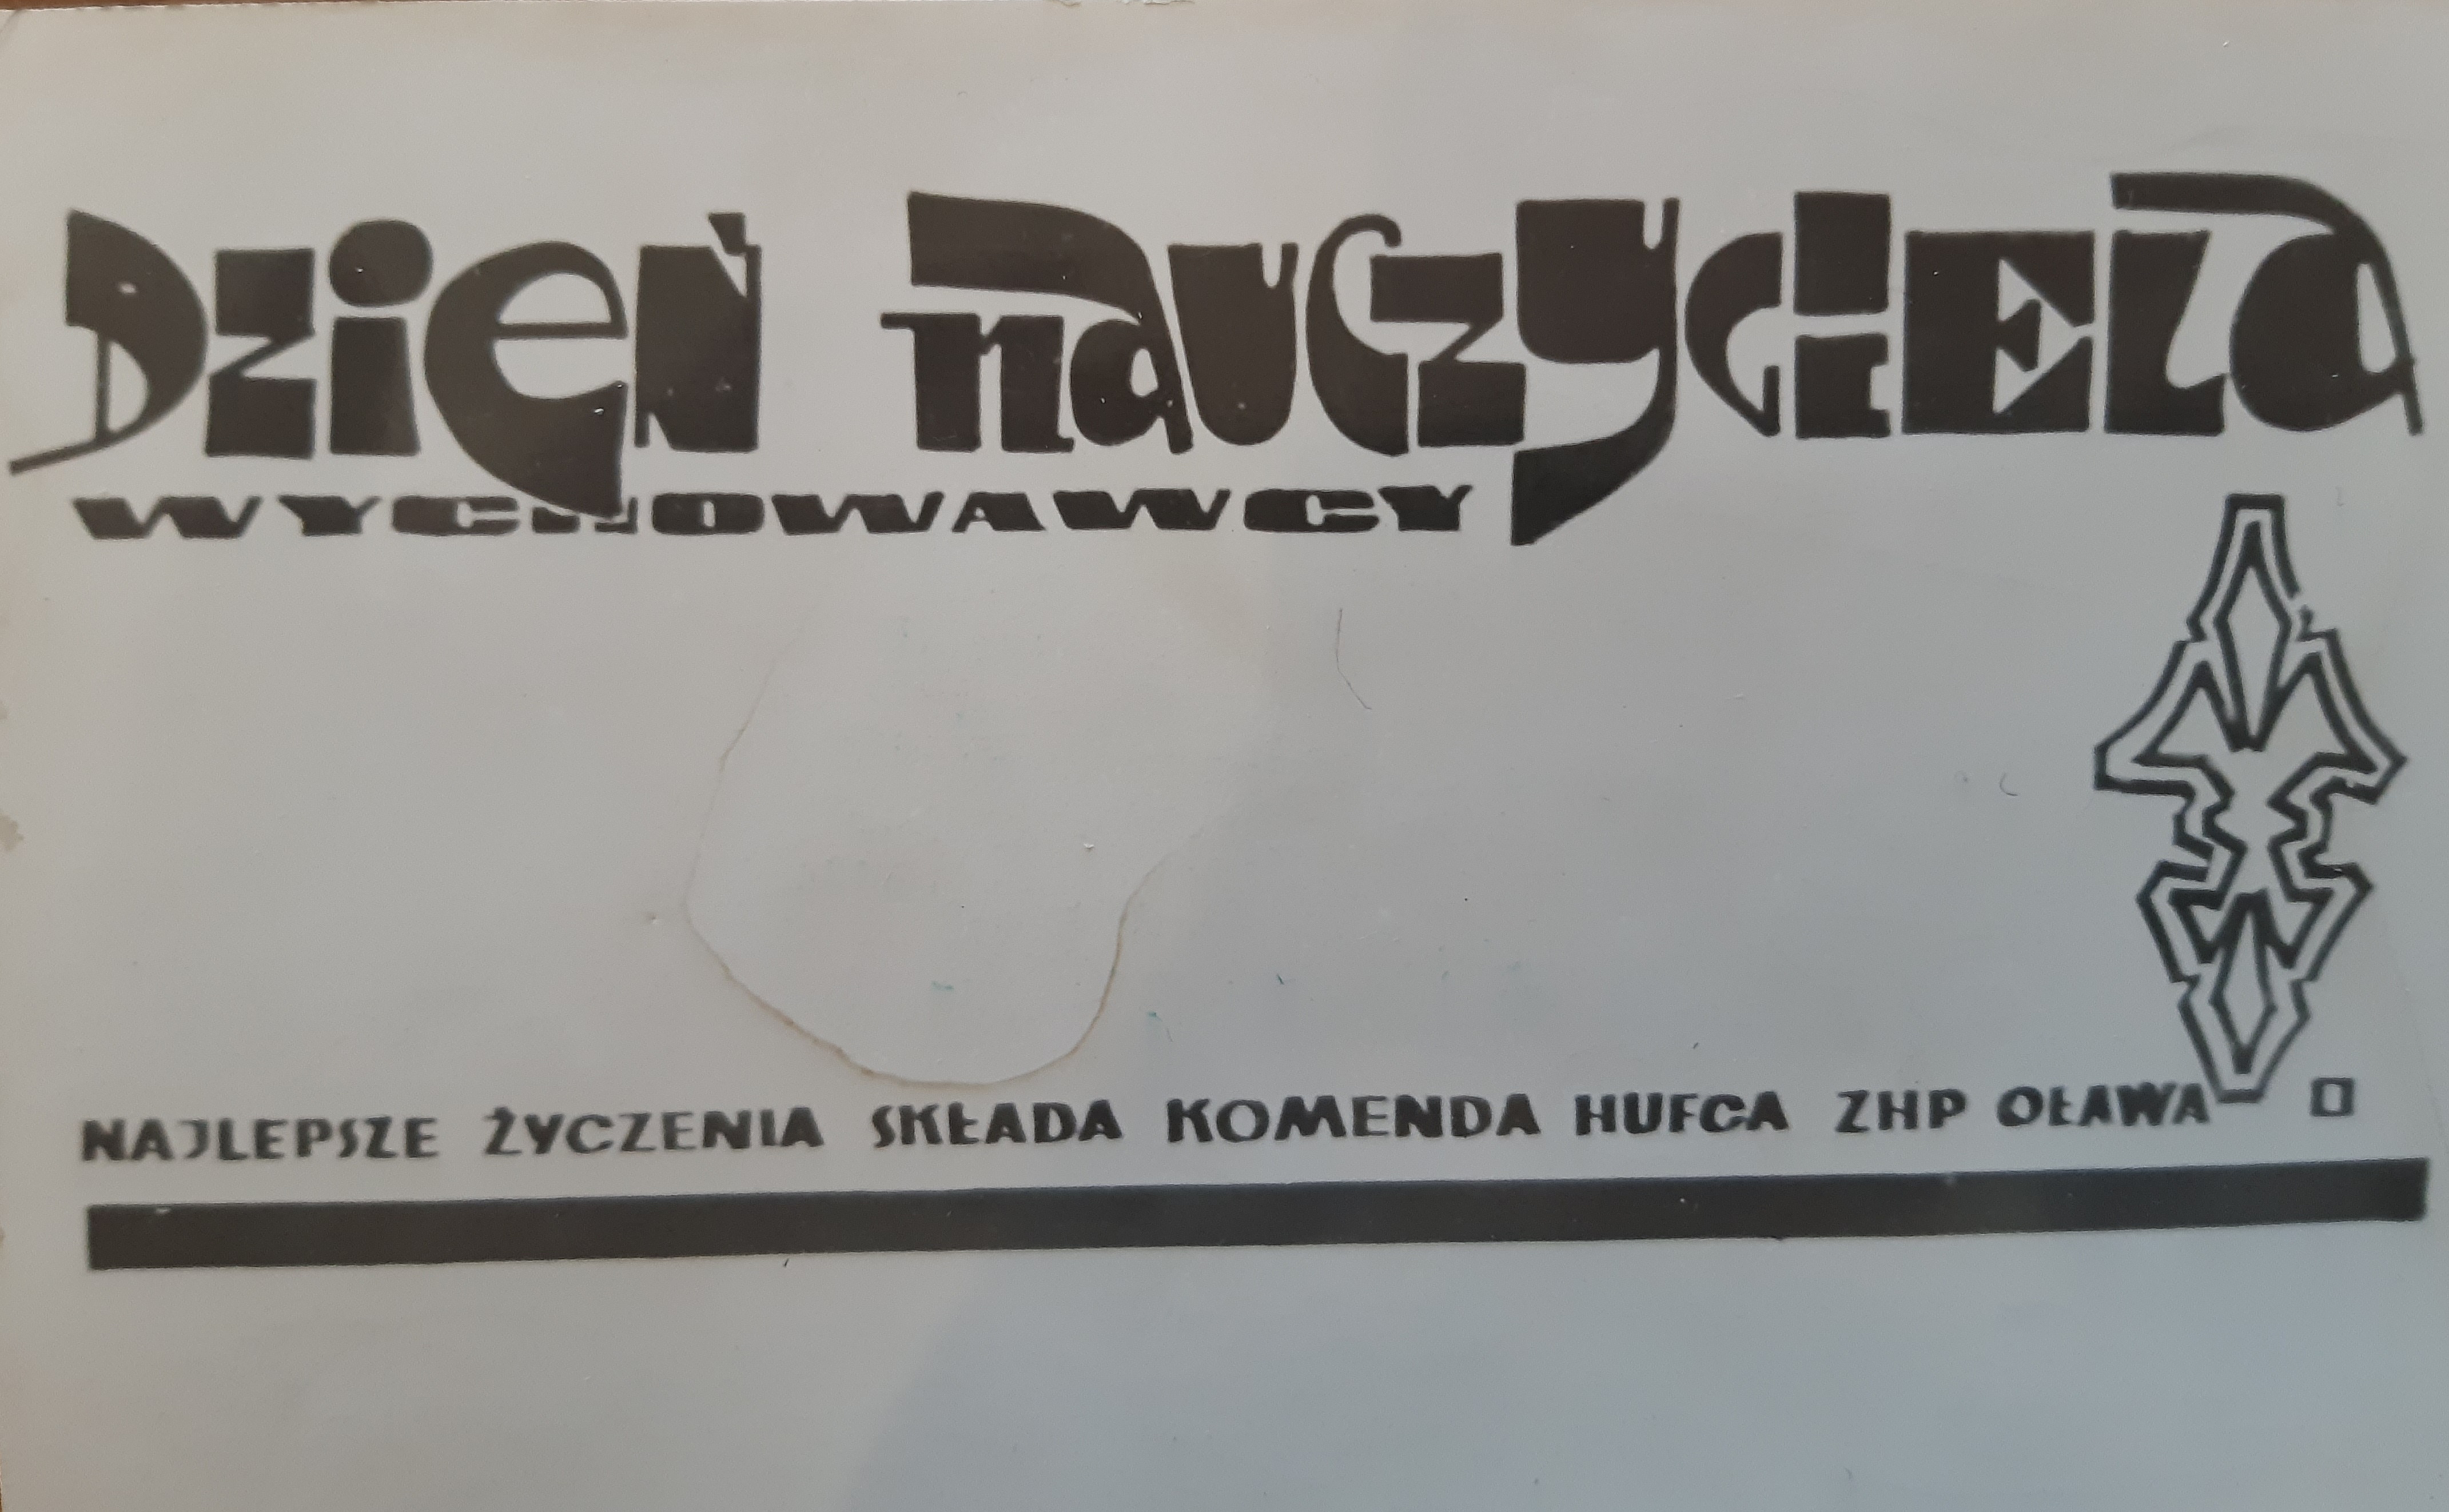 Dzień nauczyciela
WYCHOWAWCY
NAJLEPSZE ŻYCZENIA SKŁADA KOMENDA HUFCA ZHP OŁAWA